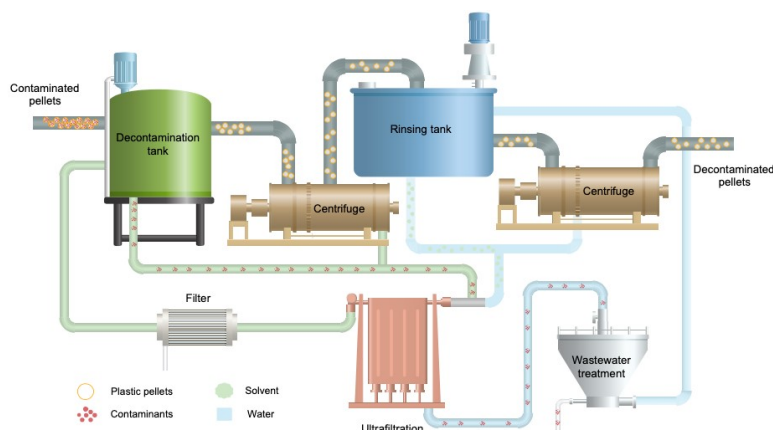 Contaminated
pellets
Decontamination
tank
Rinsing tank
Centrifuge
Centrifuge
Decontaminated
pellets
Filter
Wastewater
treatment
Plastic pellets
Solvent
Contaminants
Water
Ultrafiltration